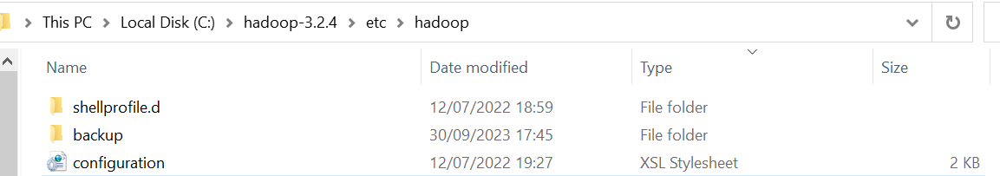 This PC > Local Disk (C:) > hadoop-3.2.4 > etc > hadoop
Name Date modified Type Size
shellprofile.d 12/07/2022 18:59 File folder
backup 30/09/2023 17:45 File folder
configuration 12/07/2022 19:27 XSL Stylesheet 2 KB